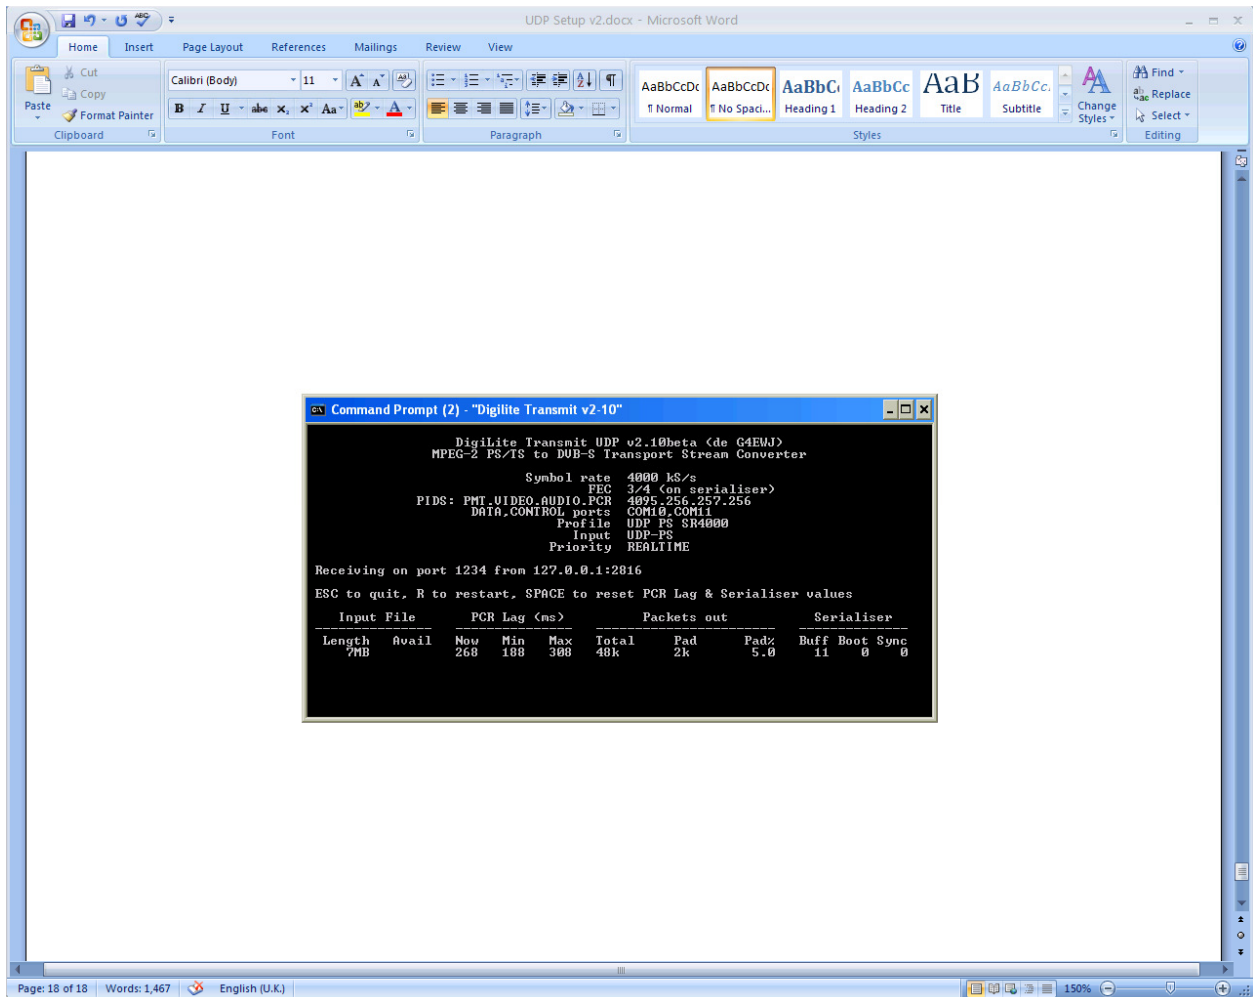 UDP Setup v2.docx - Microsoft Word
Home Insert Page Layout References Mailings Review View
Paste
Cut
Copy
Format Painter
Clipboard
Calibri (Body) 11
B I U abe x, x² Aa A
Font
Paragraph
AaBbCcDc AaBbCcDc AaBbCc AaBbCc AaB AaBbCc.
¶ Normal ¶ No Spaci... Heading 1 Heading 2 Title Subtitle
Change Styles
Styles
Find
Replace
Select
Editing
Command Prompt (2) - "Digilite Transmit v2-10"
DigiLite Transmit UDP v2.10beta (de G4EWJ)
MPEG-2 PS/TS to DVB-S Transport Stream Converter
Symbol rate 4000 kS/s
FEC 3/4 (on serialiser)
PIDS: PMT.VIDEO.AUDIO.PCR 4095.256.257.256
DATA,CONTROL ports COM10,COM11
Profile UDP PS SR4000
Input UDP-PS
Priority REALTIME
Receiving on port 1234 from 127.0.0.1:2816
ESC to quit, R to restart, SPACE to reset PCR Lag & Serialiser values
Input File PCR Lag (ms) Packets out Serialiser
Length Avail Now Min Max Total Pad Pad% Buff Boot Sync
7MB 268 188 308 48k 2k 5.0 11 0 0
Page: 18 of 18 Words: 1,467 English (U.K.) 150%